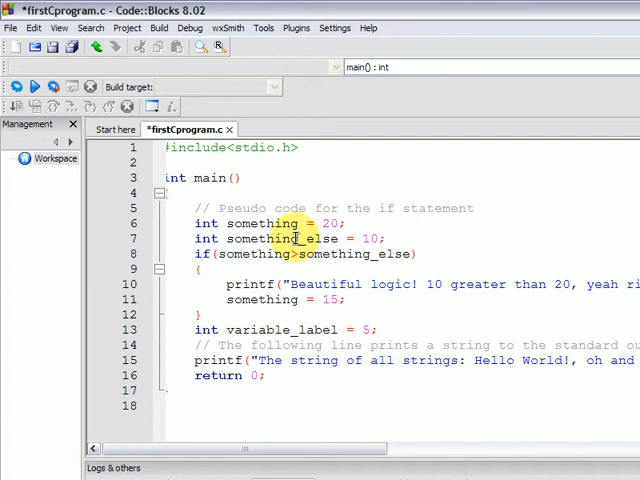 *firstCprogram.c - Code::Blocks 8.02
File Edit View Search Project Build Debug wxSmith Tools Plugins Settings Help
main() : int
Build target:
Management
Start here *firstCprogram.c
Workspace
1 #include<stdio.h>
2
3 int main()
4 {
5 // Pseudo code for the if statement
6 int something = 20;
7 int something_else = 10;
8 if(something>something_else)
9 {
10 printf("Beautiful logic! 10 greater than 20, yeah ri
11 something = 15;
12 }
13 int variable_label = 5;
14 // The following line prints a string to the standard ou
15 printf("The string of all strings: Hello World!, oh and
16 return 0;
17
18
Logs & others